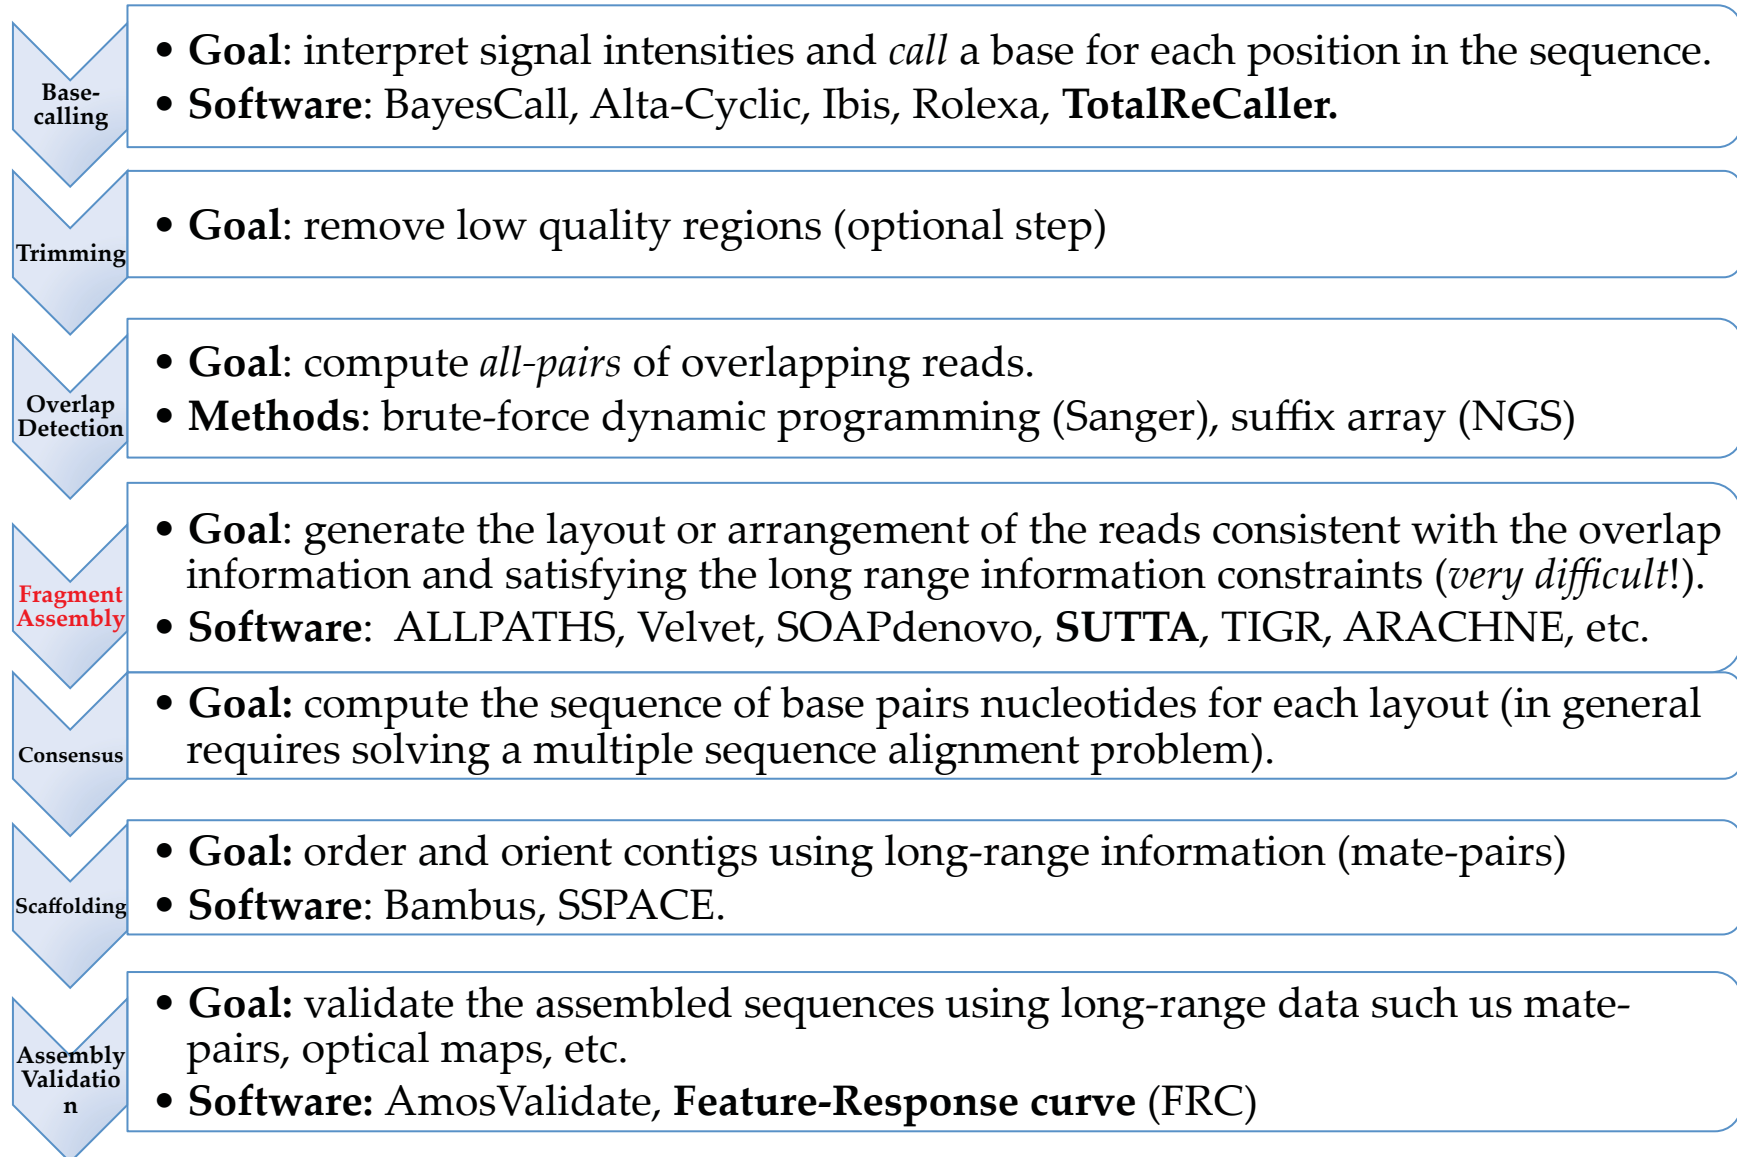 Base-
calling
• Goal: interpret signal intensities and call a base for each position in the sequence.
• Software: BayesCall, Alta-Cyclic, Ibis, Rolexa, TotalReCaller.
Trimming
• Goal: remove low quality regions (optional step)
Overlap
Detection
• Goal: compute all-pairs of overlapping reads.
• Methods: brute-force dynamic programming (Sanger), suffix array (NGS)
Fragment
Assembly
• Goal: generate the layout or arrangement of the reads consistent with the overlap
information and satisfying the long range information constraints (very difficult!).
• Software: ALLPATHS, Velvet, SOAPdenovo, SUTTA, TIGR, ARACHNE, etc.
Consensus
• Goal: compute the sequence of base pairs nucleotides for each layout (in general
requires solving a multiple sequence alignment problem).
Scaffolding
• Goal: order and orient contigs using long-range information (mate-pairs)
• Software: Bambus, SSPACE.
Assembly
Validatio
n
• Goal: validate the assembled sequences using long-range data such us mate-
pairs, optical maps, etc.
• Software: AmosValidate, Feature-Response curve (FRC)